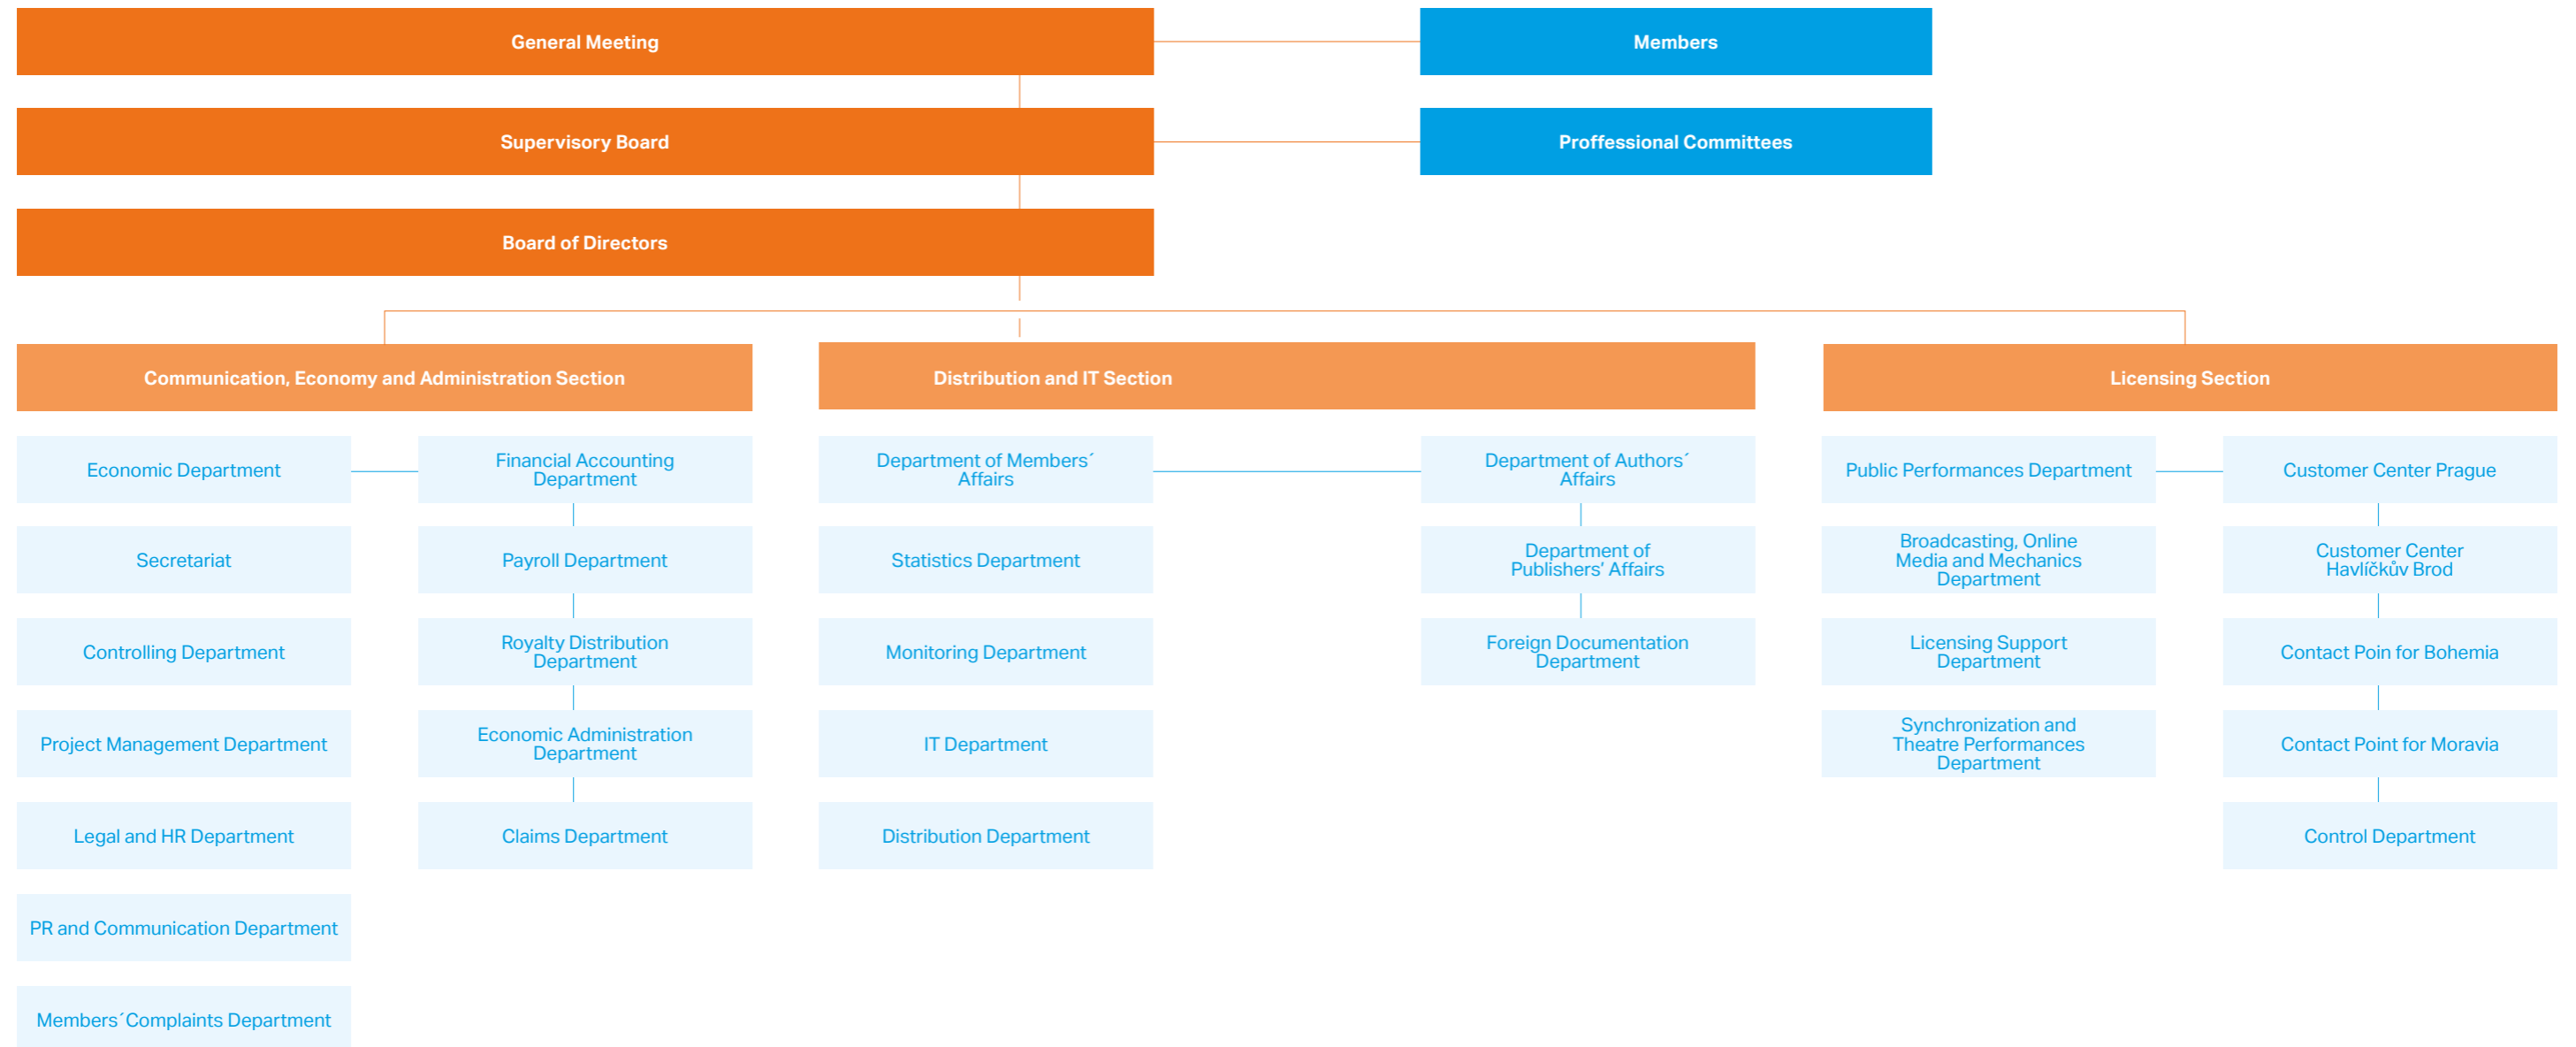 General Meeting
Members
Supervisory Board
Proffessional Committees
Board of Directors
Communication, Economy and Administration Section
Distribution and IT Section
Licensing Section
Economic Department
Financial Accounting
Department
Department of Members´
Affairs
Department of Authors´
Affairs
Public Performances Department
Customer Center Prague
Secretariat
Payroll Department
Statistics Department
Department of
Publishers’ Affairs
Broadcasting, Online
Media and Mechanics
Department
Customer Center
Havlíčkův Brod
Controlling Department
Royalty Distribution
Department
Monitoring Department
Foreign Documentation
Department
Licensing Support
Department
Contact Poin for Bohemia
Project Management Department
Economic Administration
Department
IT Department
Synchronization and
Theatre Performances
Department
Contact Point for Moravia
Legal and HR Department
Claims Department
Distribution Department
Control Department
PR and Communication Department
Members´Complaints Department